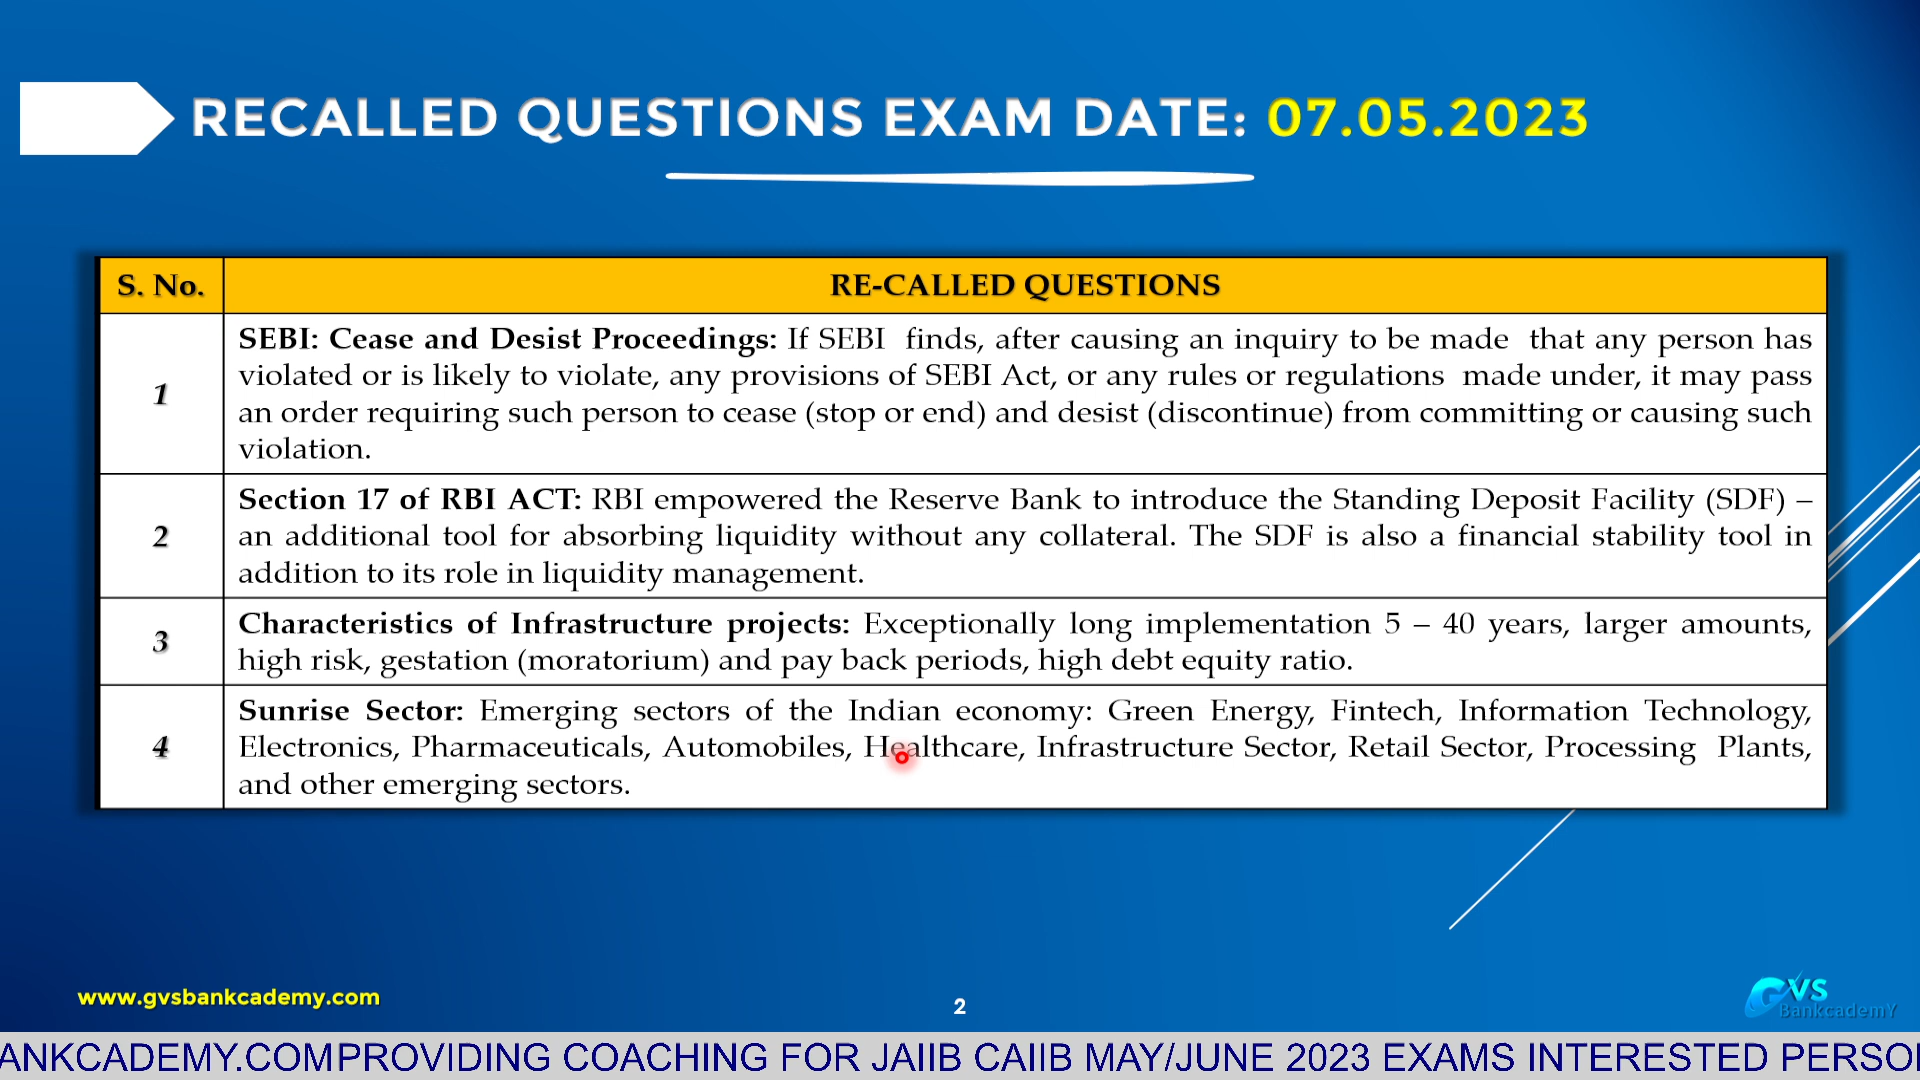 RECALLED QUESTIONS EXAM DATE: 07.05.2023
S. No. RE-CALLED QUESTIONS
1
SEBI: Cease and Desist Proceedings: If SEBI finds, after causing an inquiry to be made that any person has
violated or is likely to violate, any provisions of SEBI Act, or any rules or regulations made under, it may pass
an order requiring such person to cease (stop or end) and desist (discontinue) from committing or causing such
violation.
2
Section 17 of RBI ACT: RBI empowered the Reserve Bank to introduce the Standing Deposit Facility (SDF) –
an additional tool for absorbing liquidity without any collateral. The SDF is also a financial stability tool in
addition to its role in liquidity management.
3
Characteristics of Infrastructure projects: Exceptionally long implementation 5 – 40 years, larger amounts,
high risk, gestation (moratorium) and pay back periods, high debt equity ratio.
4
Sunrise Sector: Emerging sectors of the Indian economy: Green Energy, Fintech, Information Technology,
Electronics, Pharmaceuticals, Automobiles, Healthcare, Infrastructure Sector, Retail Sector, Processing Plants,
and other emerging sectors.
www.gvsbankcademy.com
2
GVS
BankcademY
ANKCADEMY.COMPROVIDING COACHING FOR JAIIB CAIIB MAY/JUNE 2023 EXAMS INTERESTED PERSO